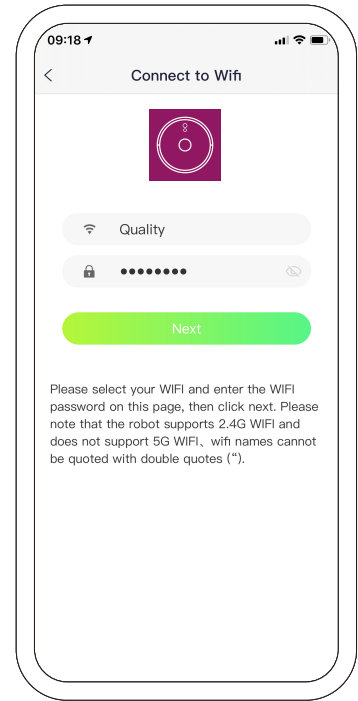 09:18
Connect to Wifi
Quality
••••••••
Next
Please select your WIFI and enter the WIFI
password on this page, then click next. Please
note that the robot supports 2.4G WIFI and
does not support 5G WIFI、wifi names cannot
be quoted with double quotes (“).